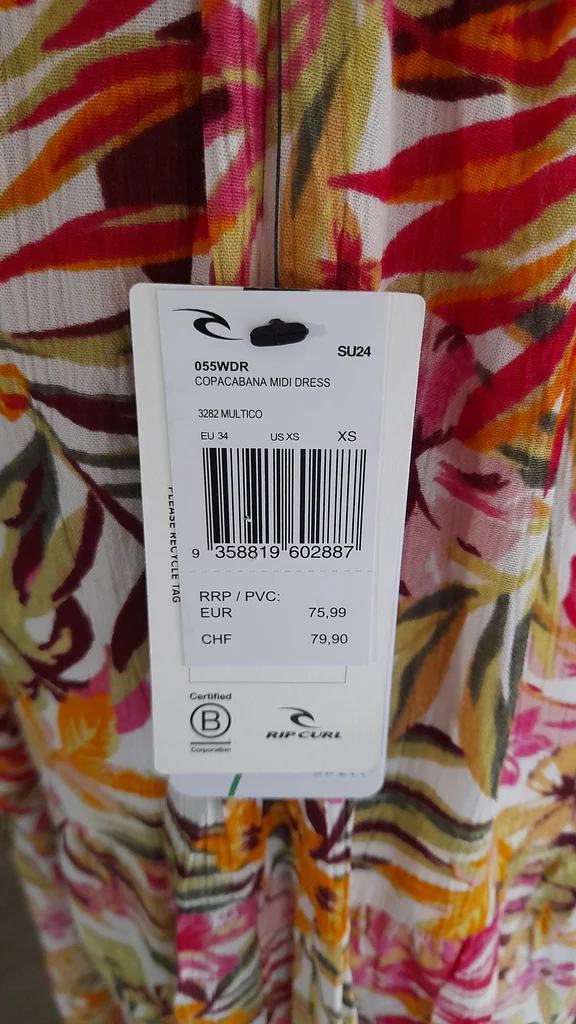 SU24
055WDR
COPACABANA MIDI DRESS
3282 MULTICO
EU 34 US XS XS
9 358819 602887
PLEASE RECYCLE TAG
RRP / PVC:
EUR 75,99
CHF 79,90
Certified
B
Corporation
RIP CURL